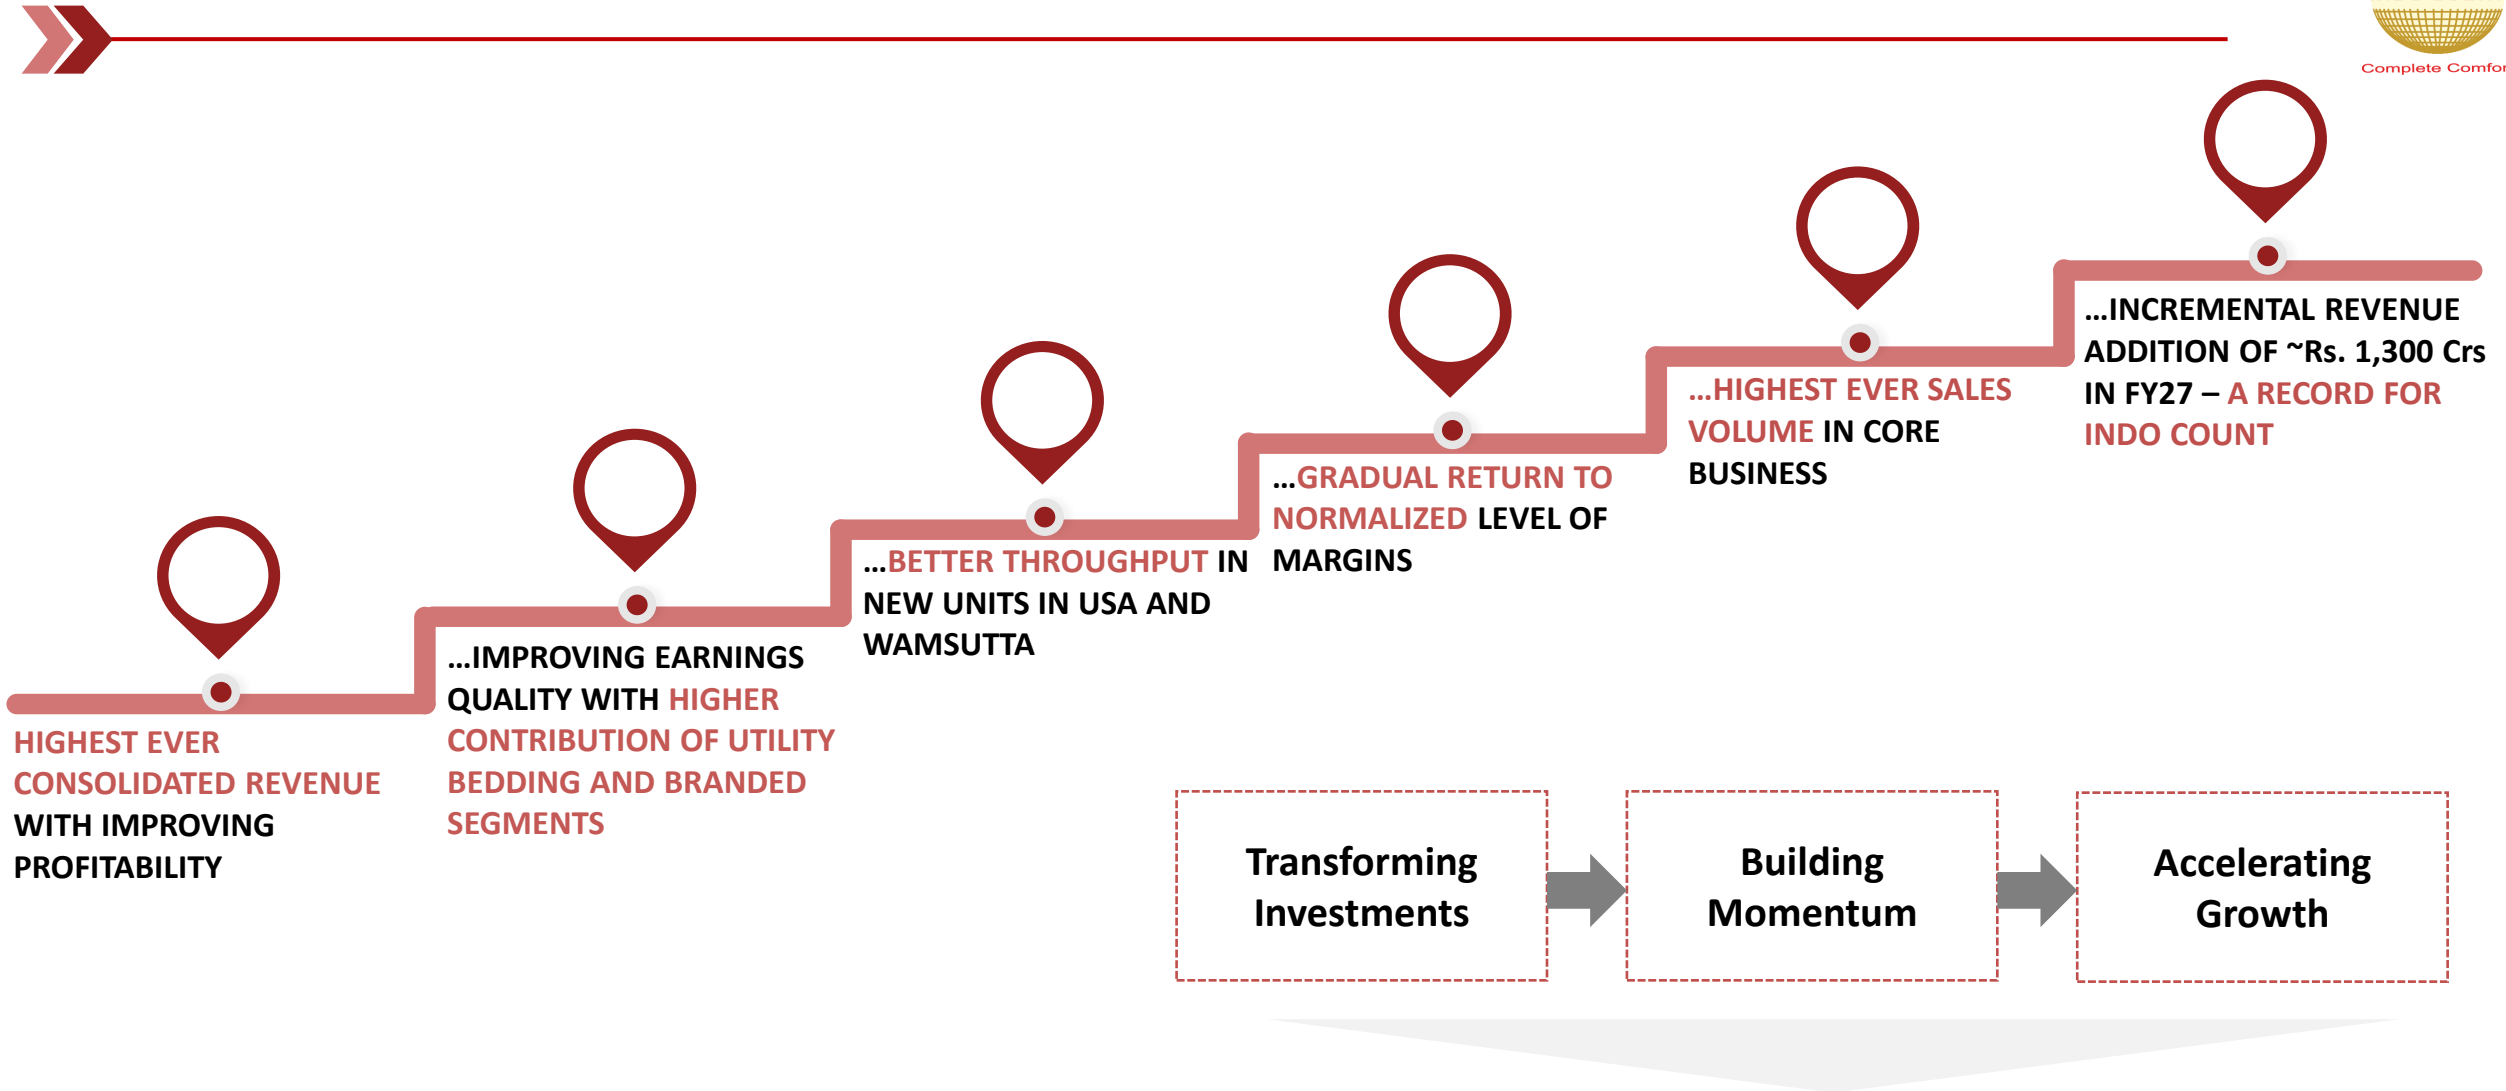 Complete Comfor
HIGHEST EVER
CONSOLIDATED REVENUE
WITH IMPROVING
PROFITABILITY
...IMPROVING EARNINGS
QUALITY WITH HIGHER
CONTRIBUTION OF UTILITY
BEDDING AND BRANDED
SEGMENTS
...BETTER THROUGHPUT IN
NEW UNITS IN USA AND
WAMSUTTA
...GRADUAL RETURN TO
NORMALIZED LEVEL OF
MARGINS
...HIGHEST EVER SALES
VOLUME IN CORE
BUSINESS
...INCREMENTAL REVENUE
ADDITION OF ~Rs. 1,300 Crs
IN FY27 – A RECORD FOR
INDO COUNT
Transforming
Investments
Building
Momentum
Accelerating
Growth